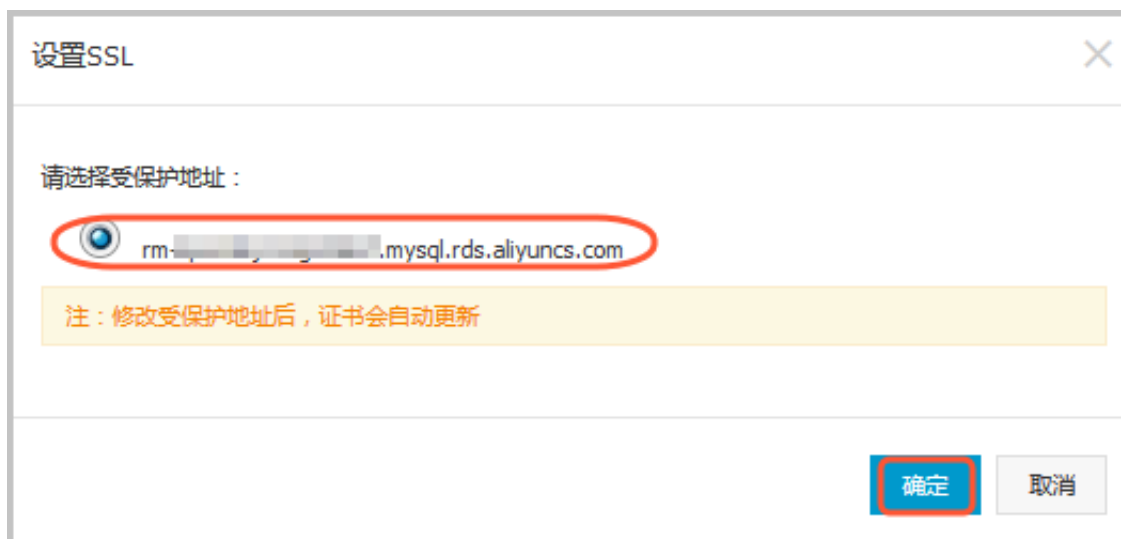 设置SSL
请选择受保护地址：
rm-.mysql.rds.aliyuncs.com
注：修改受保护地址后，证书会自动更新
确定
取消